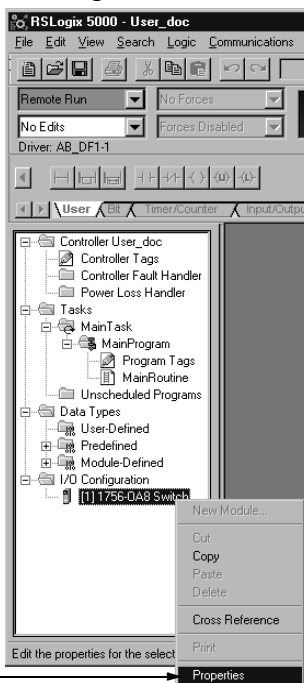 RSLogix 5000 - User_doc
File Edit View Search Logic Communications
Remote Run No Forces
No Edits Forces Disabled
Driver: AB_DF1-1
User Bit Timer/Counter Input/Outpu
Controller User_doc
Controller Tags
Controller Fault Handler
Power Loss Handler
Tasks
MainTask
MainProgram
Program Tags
MainRoutine
Unscheduled Programs
Data Types
User-Defined
Predefined
Module-Defined
I/O Configuration
[1] 1756-OA8 Switch
New Module...
Cut
Copy
Paste
Delete
Cross Reference
Print
Edit the properties for the select
Properties